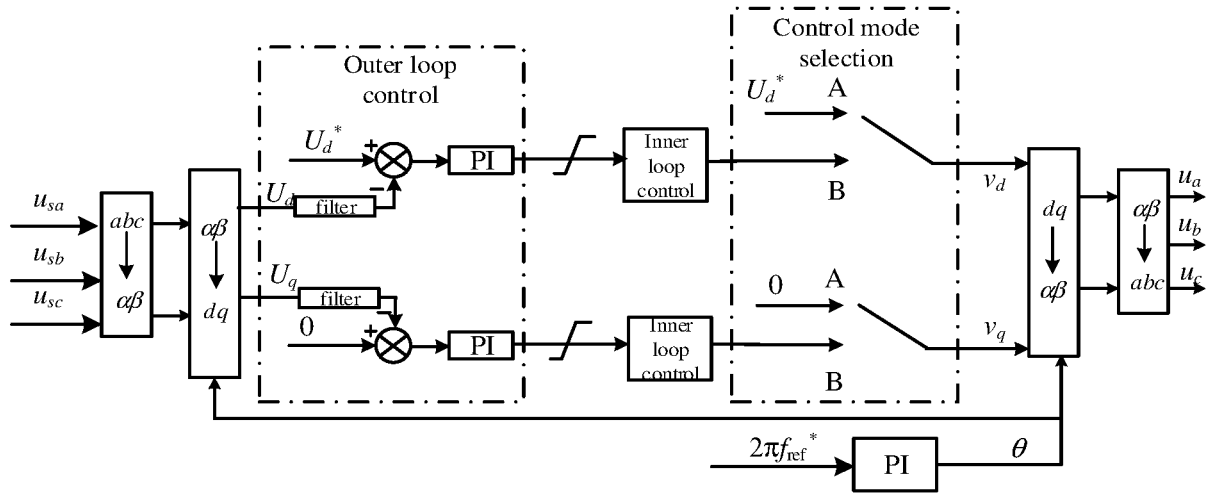 Outer loop
control
Control mode
selection
U_d^*
A
U_d^*
+
PI
Inner
loop
control
B
v_d
−
U_d
filter
u_sa
u_sb
u_sc
abc
αβ
αβ
dq
dq
αβ
αβ
abc
u_a
u_b
u_c
U_q
filter
−
0
+
PI
Inner
loop
control
0
A
B
v_q
2πf_ref^*
PI
θ